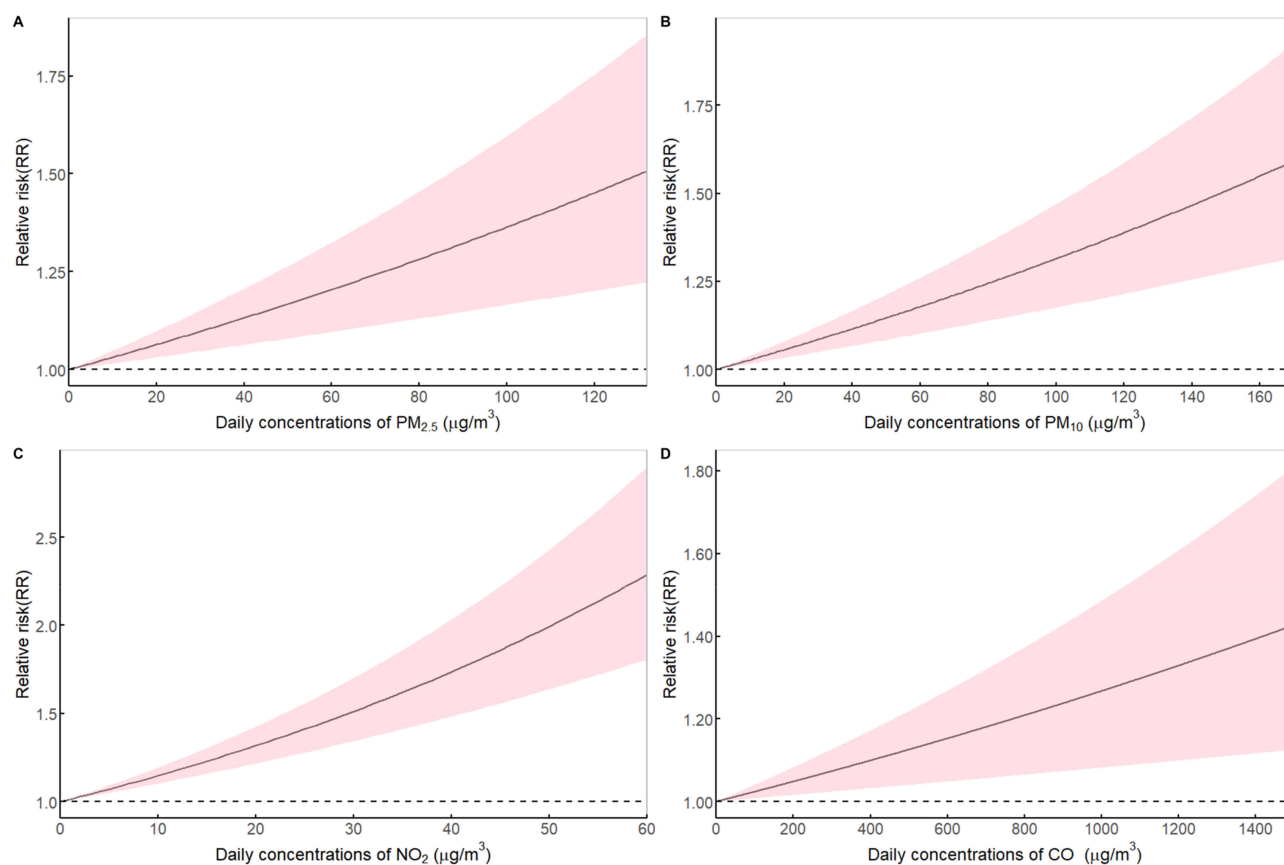 A
Relative risk(RR)
1.75
1.50
1.25
1.00
0 20 40 60 80 100 120
Daily concentrations of PM2.5 (μg/m3)
B
Relative risk(RR)
1.75
1.50
1.25
1.00
0 20 40 60 80 100 120 140 160
Daily concentrations of PM10 (μg/m3)
C
Relative risk(RR)
2.5
2.0
1.5
1.0
0 10 20 30 40 50 60
Daily concentrations of NO2 (μg/m3)
D
Relative risk(RR)
1.80
1.60
1.40
1.20
1.00
0 200 400 600 800 1000 1200 1400
Daily concentrations of CO (μg/m3)